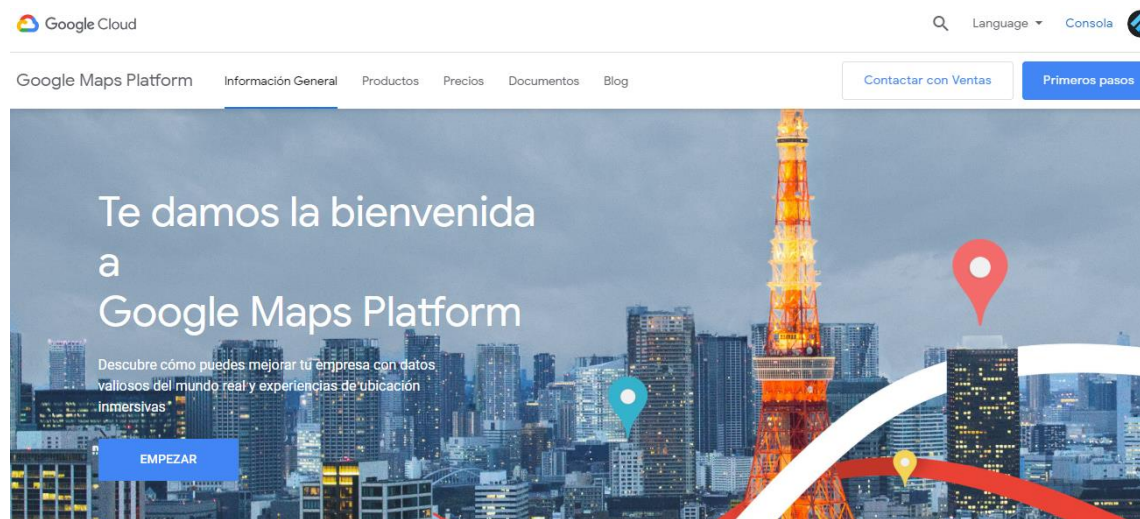 Google Cloud
Language
Consola
Google Maps Platform
Información General
Productos
Precios
Documentos
Blog
Contactar con Ventas
Primeros pasos
Te damos la bienvenida
a
Google Maps Platform
Descubre cómo puedes mejorar tu empresa con datos
valiosos del mundo real y experiencias de ubicación
inmersivas
EMPEZAR